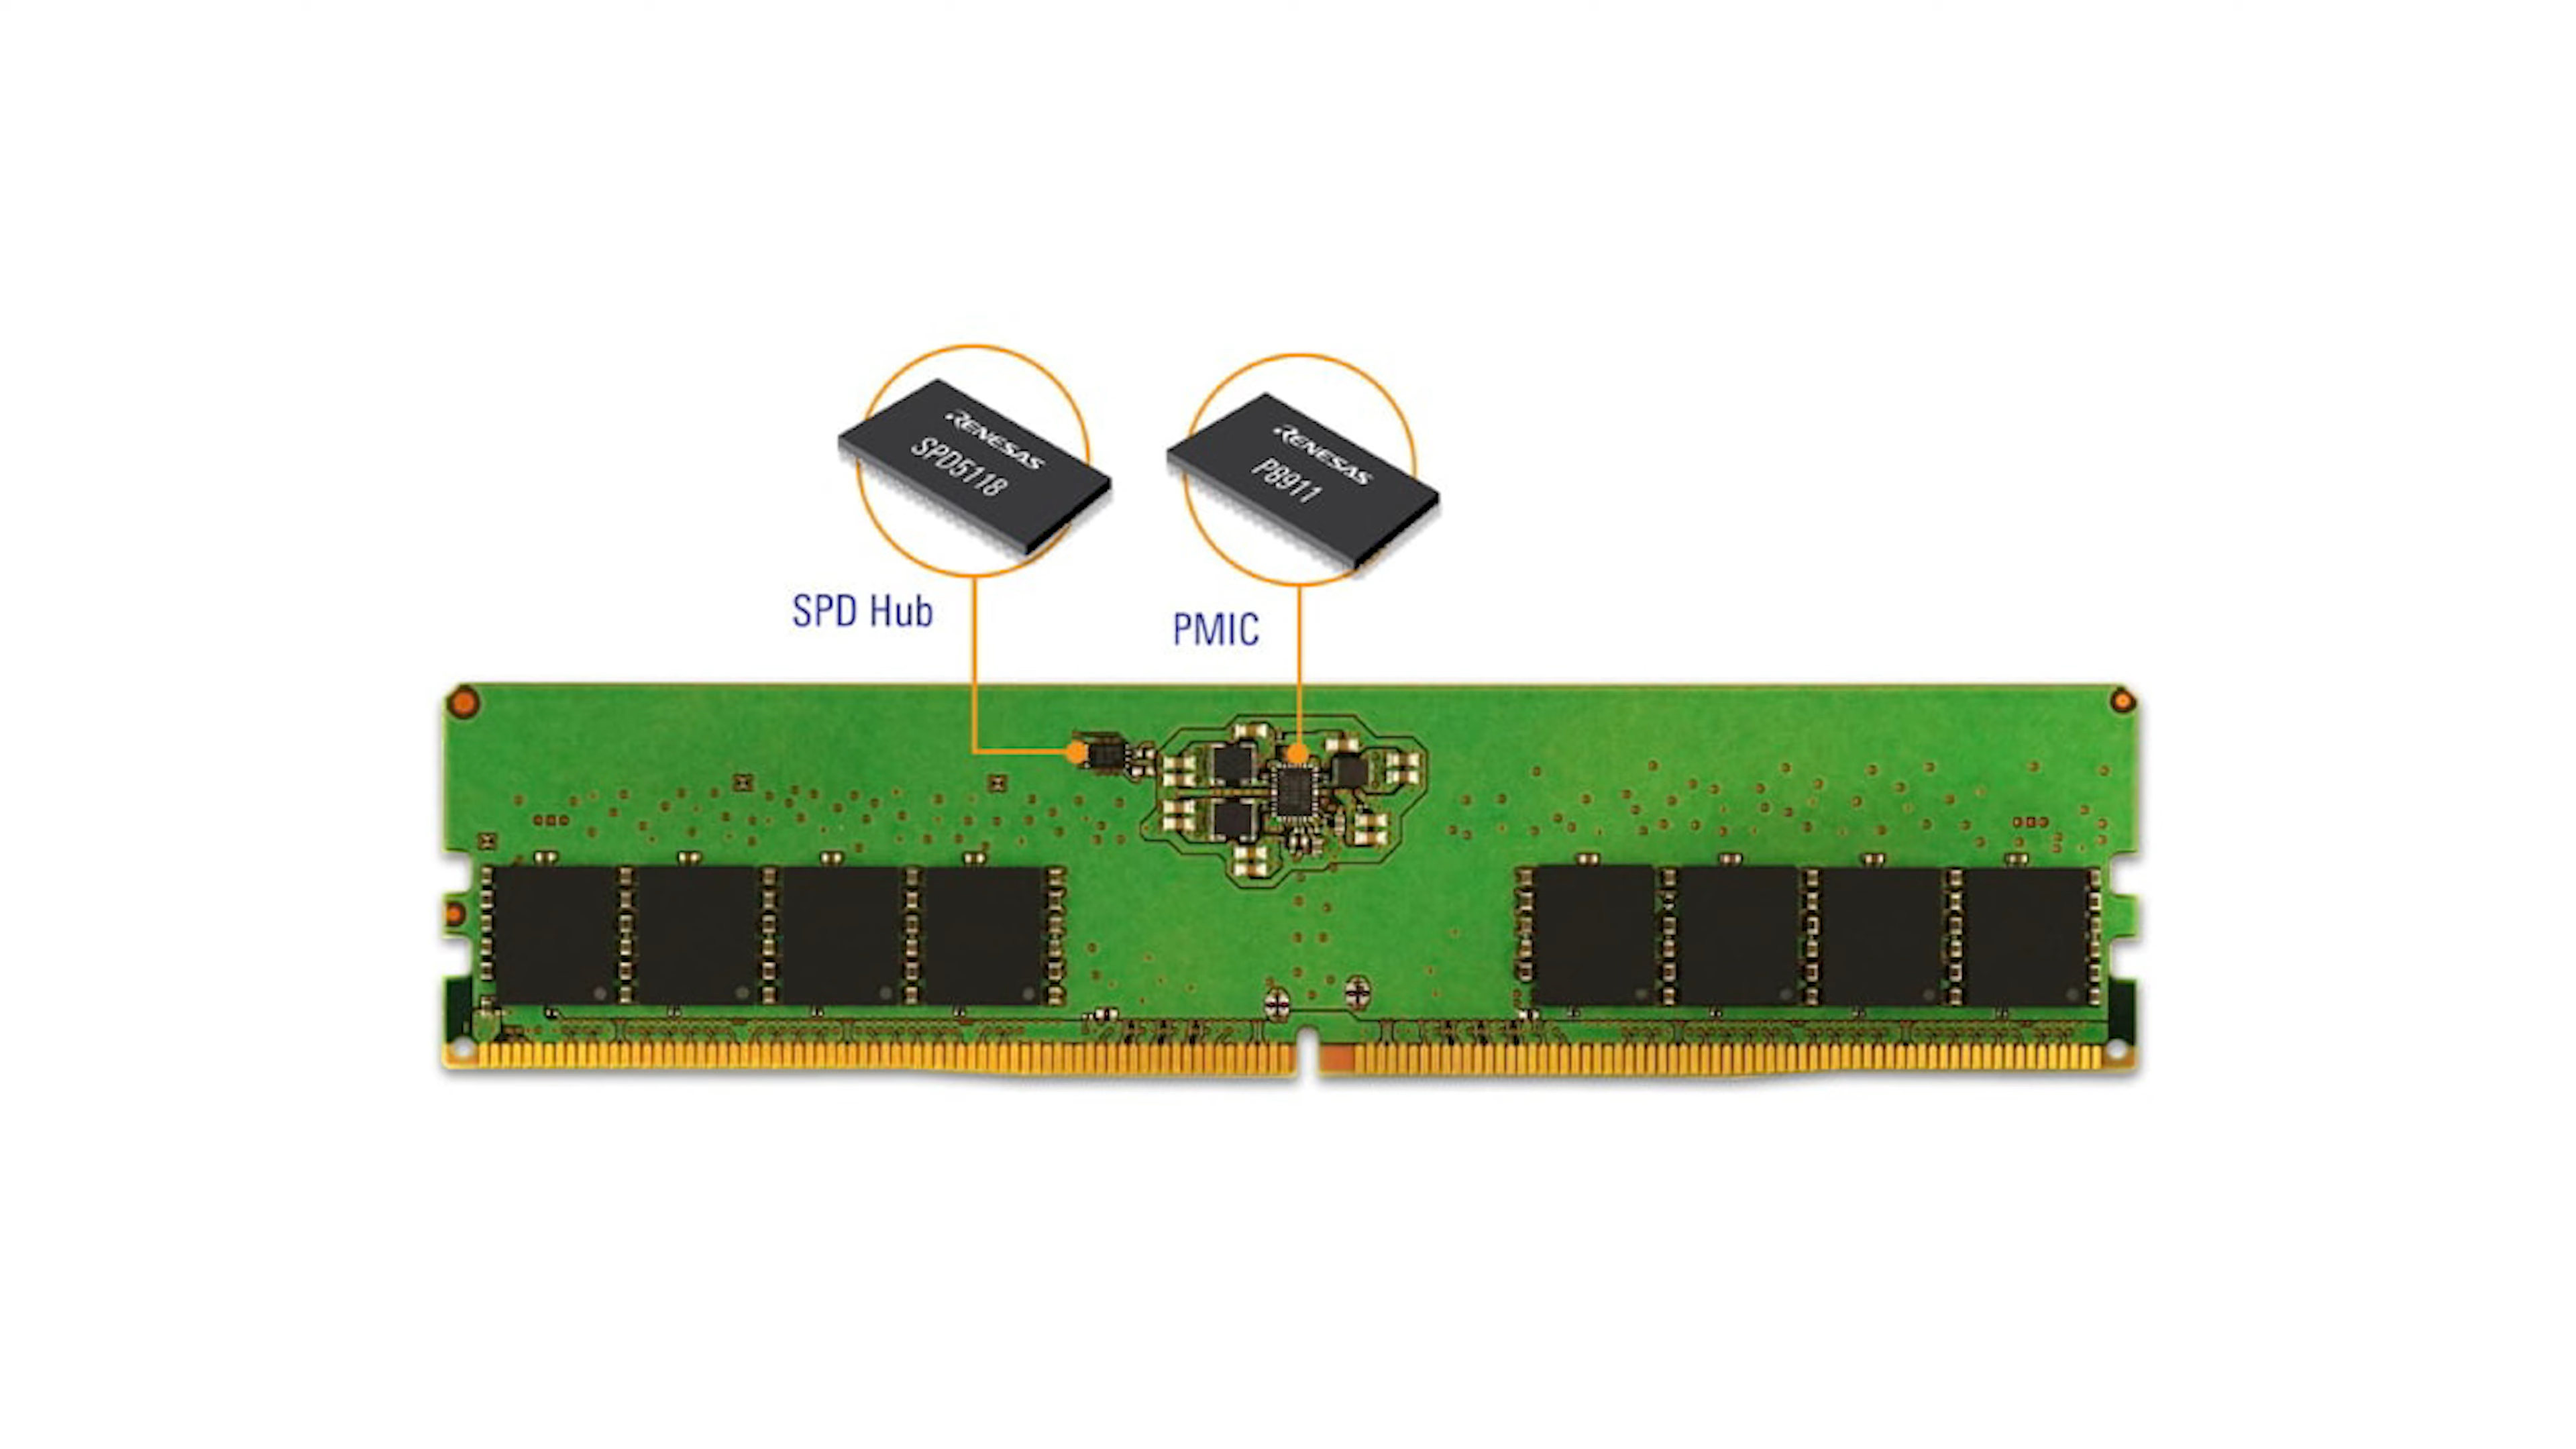 RENESAS
SPD5118
RENESAS
P8911
SPD Hub
PMIC